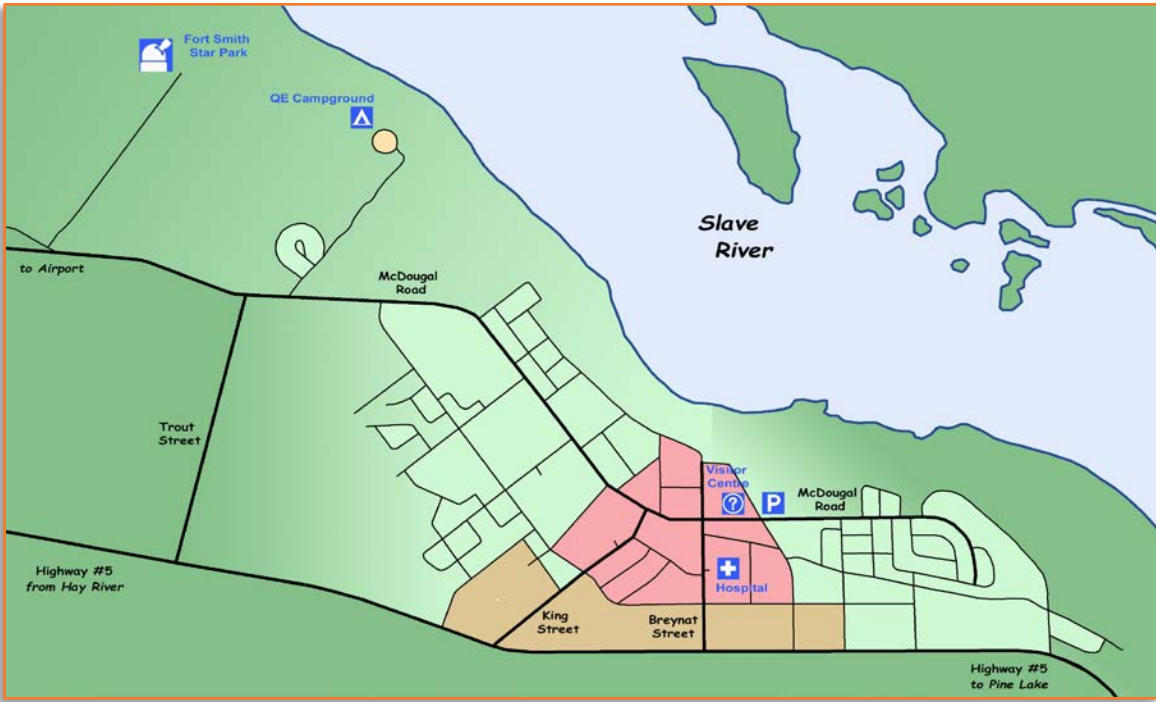 Fort Smith
Star Park
QE Campground
Slave
River
to Airport
McDougal
Road
Trout
Street
Visitor
Centre
?
P
McDougal
Road
Highway #5
from Hay River
Hospital
King
Street
Breynat
Street
Highway #5
to Pine Lake